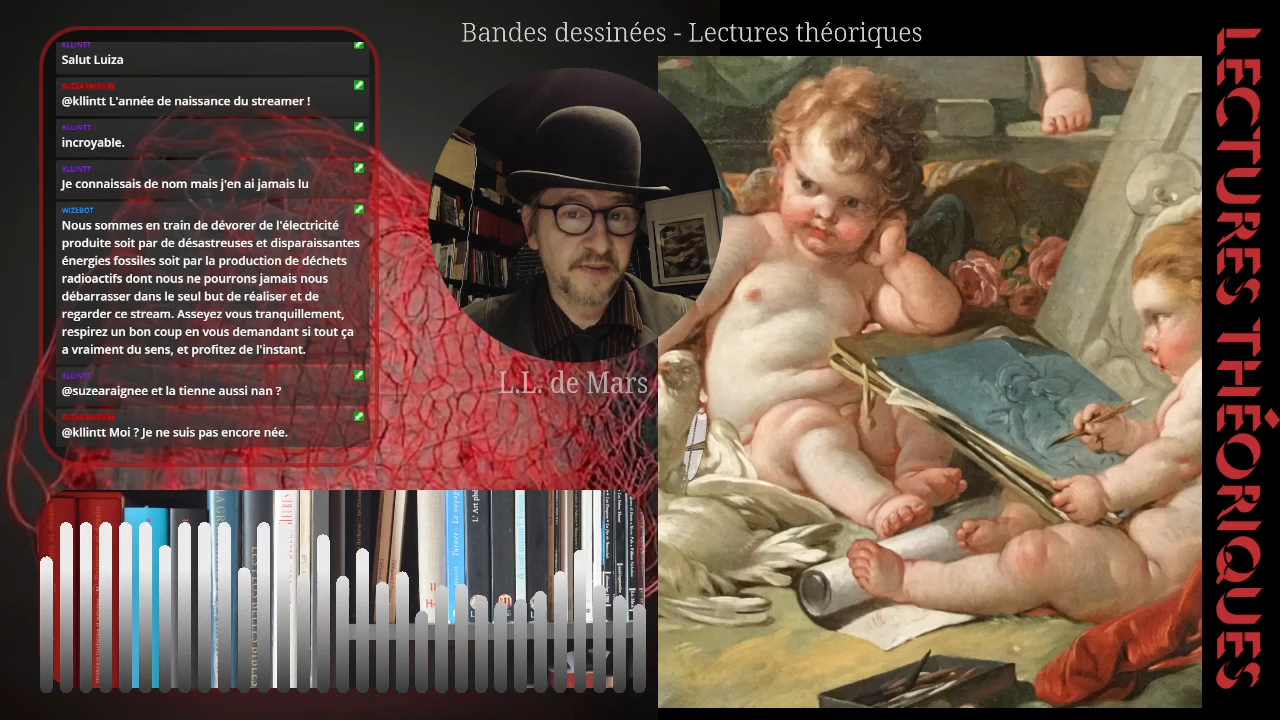 Bandes dessinées - Lectures théoriques
KLLINTT
Salut Luiza
SUZEARAIGNEE
@kllintt L'année de naissance du streamer !
KLLINTT
incroyable.
KLLINTT
Je connaissais de nom mais j'en ai jamais lu
WIZEBOT
Nous sommes en train de dévorer de l'électricité
produite soit par de désastreuses et disparaissantes
énergies fossiles soit par la production de déchets
radioactifs dont nous ne pourrons jamais nous
débarrasser dans le seul but de réaliser et de
regarder ce stream. Asseyez vous tranquillement,
respirez un bon coup en vous demandant si tout ça
a vraiment du sens, et profitez de l'instant.
KLLINTT
@suzearaignee et la tienne aussi nan ?
SUZEARAIGNEE
@kllintt Moi ? Je ne suis pas encore née.
L.L. de Mars
LECTURES THÉORIQUES